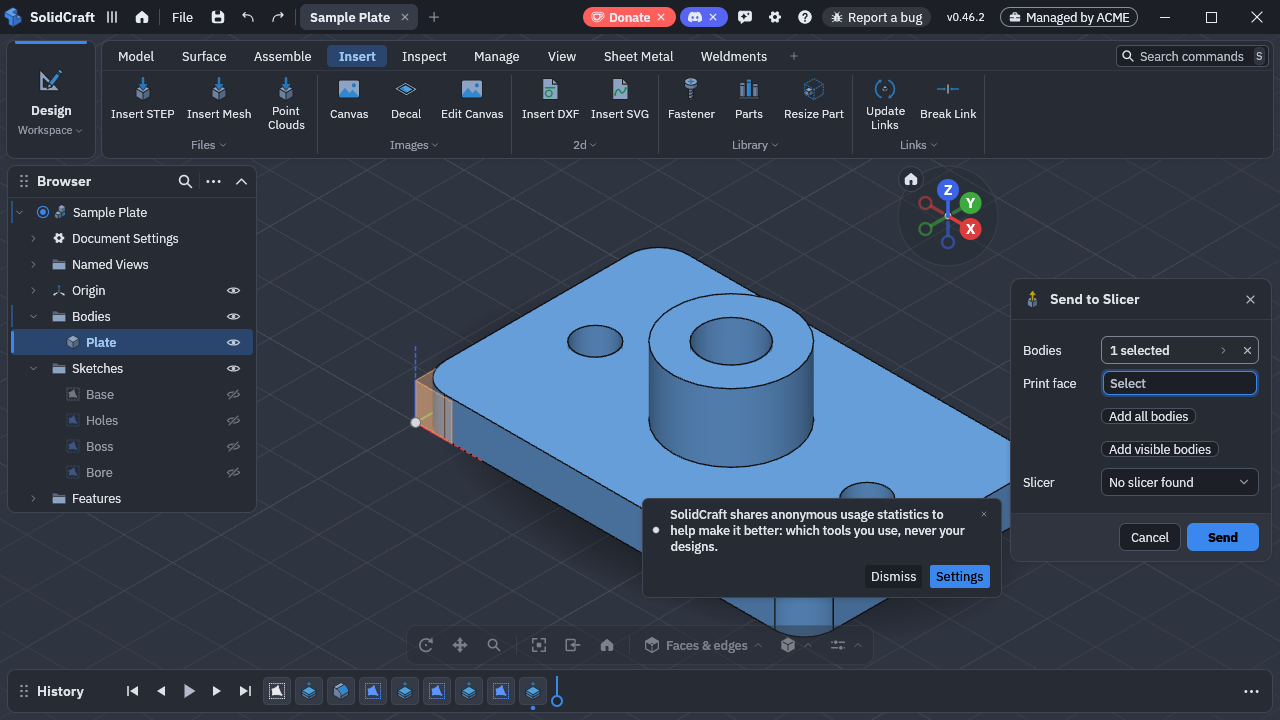 SolidCraft
File
Sample Plate
Donate
Report a bug
v0.46.2
Managed by ACME
Design
Workspace
Model
Surface
Assemble
Insert
Inspect
Manage
View
Sheet Metal
Weldments
Search commands
S
Insert STEP
Insert Mesh
Point
Clouds
Canvas
Decal
Edit Canvas
Insert DXF
Insert SVG
Fastener
Parts
Resize Part
Update
Links
Break Link
Files
Images
2d
Library
Links
Browser
Sample Plate
Document Settings
Named Views
Origin
Bodies
Plate
Sketches
Base
Holes
Boss
Bore
Features
Z
Y
X
Send to Slicer
Bodies
1 selected
Print face
Select
Add all bodies
Add visible bodies
Slicer
No slicer found
Cancel
Send
SolidCraft shares anonymous usage statistics to
help make it better: which tools you use, never your
designs.
Dismiss
Settings
Faces & edges
History